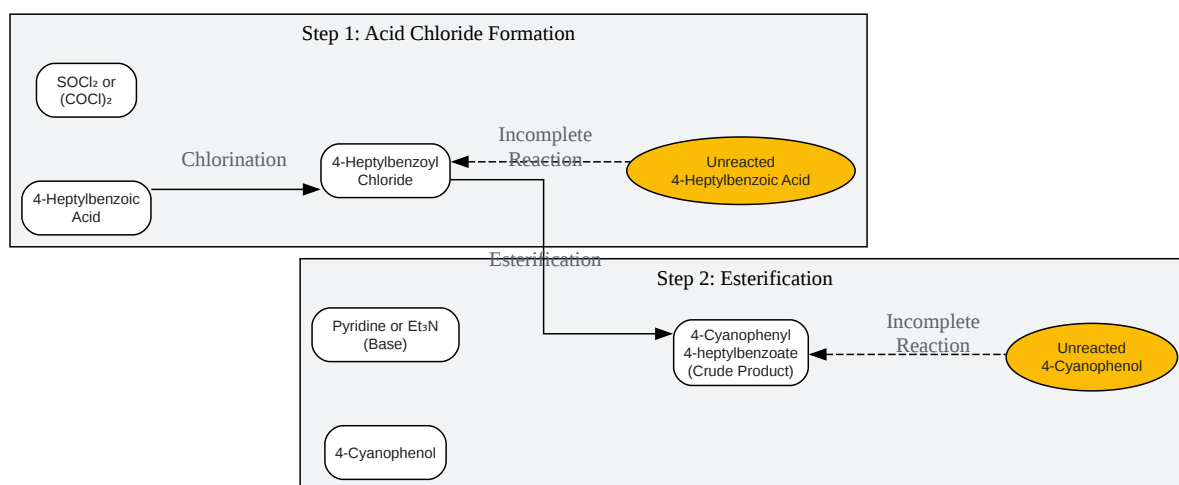 Step 1: Acid Chloride Formation
SOCl₂ or
(COCl)₂
Chlorination
4-Heptylbenzoic
Acid
4-Heptylbenzoyl
Chloride
Incomplete
Reaction
Unreacted
4-Heptylbenzoic Acid
Esterification
Step 2: Esterification
Pyridine or Et₃N
(Base)
4-Cyanophenyl
4-heptylbenzoate
(Crude Product)
Incomplete
Reaction
Unreacted
4-Cyanophenol
4-Cyanophenol